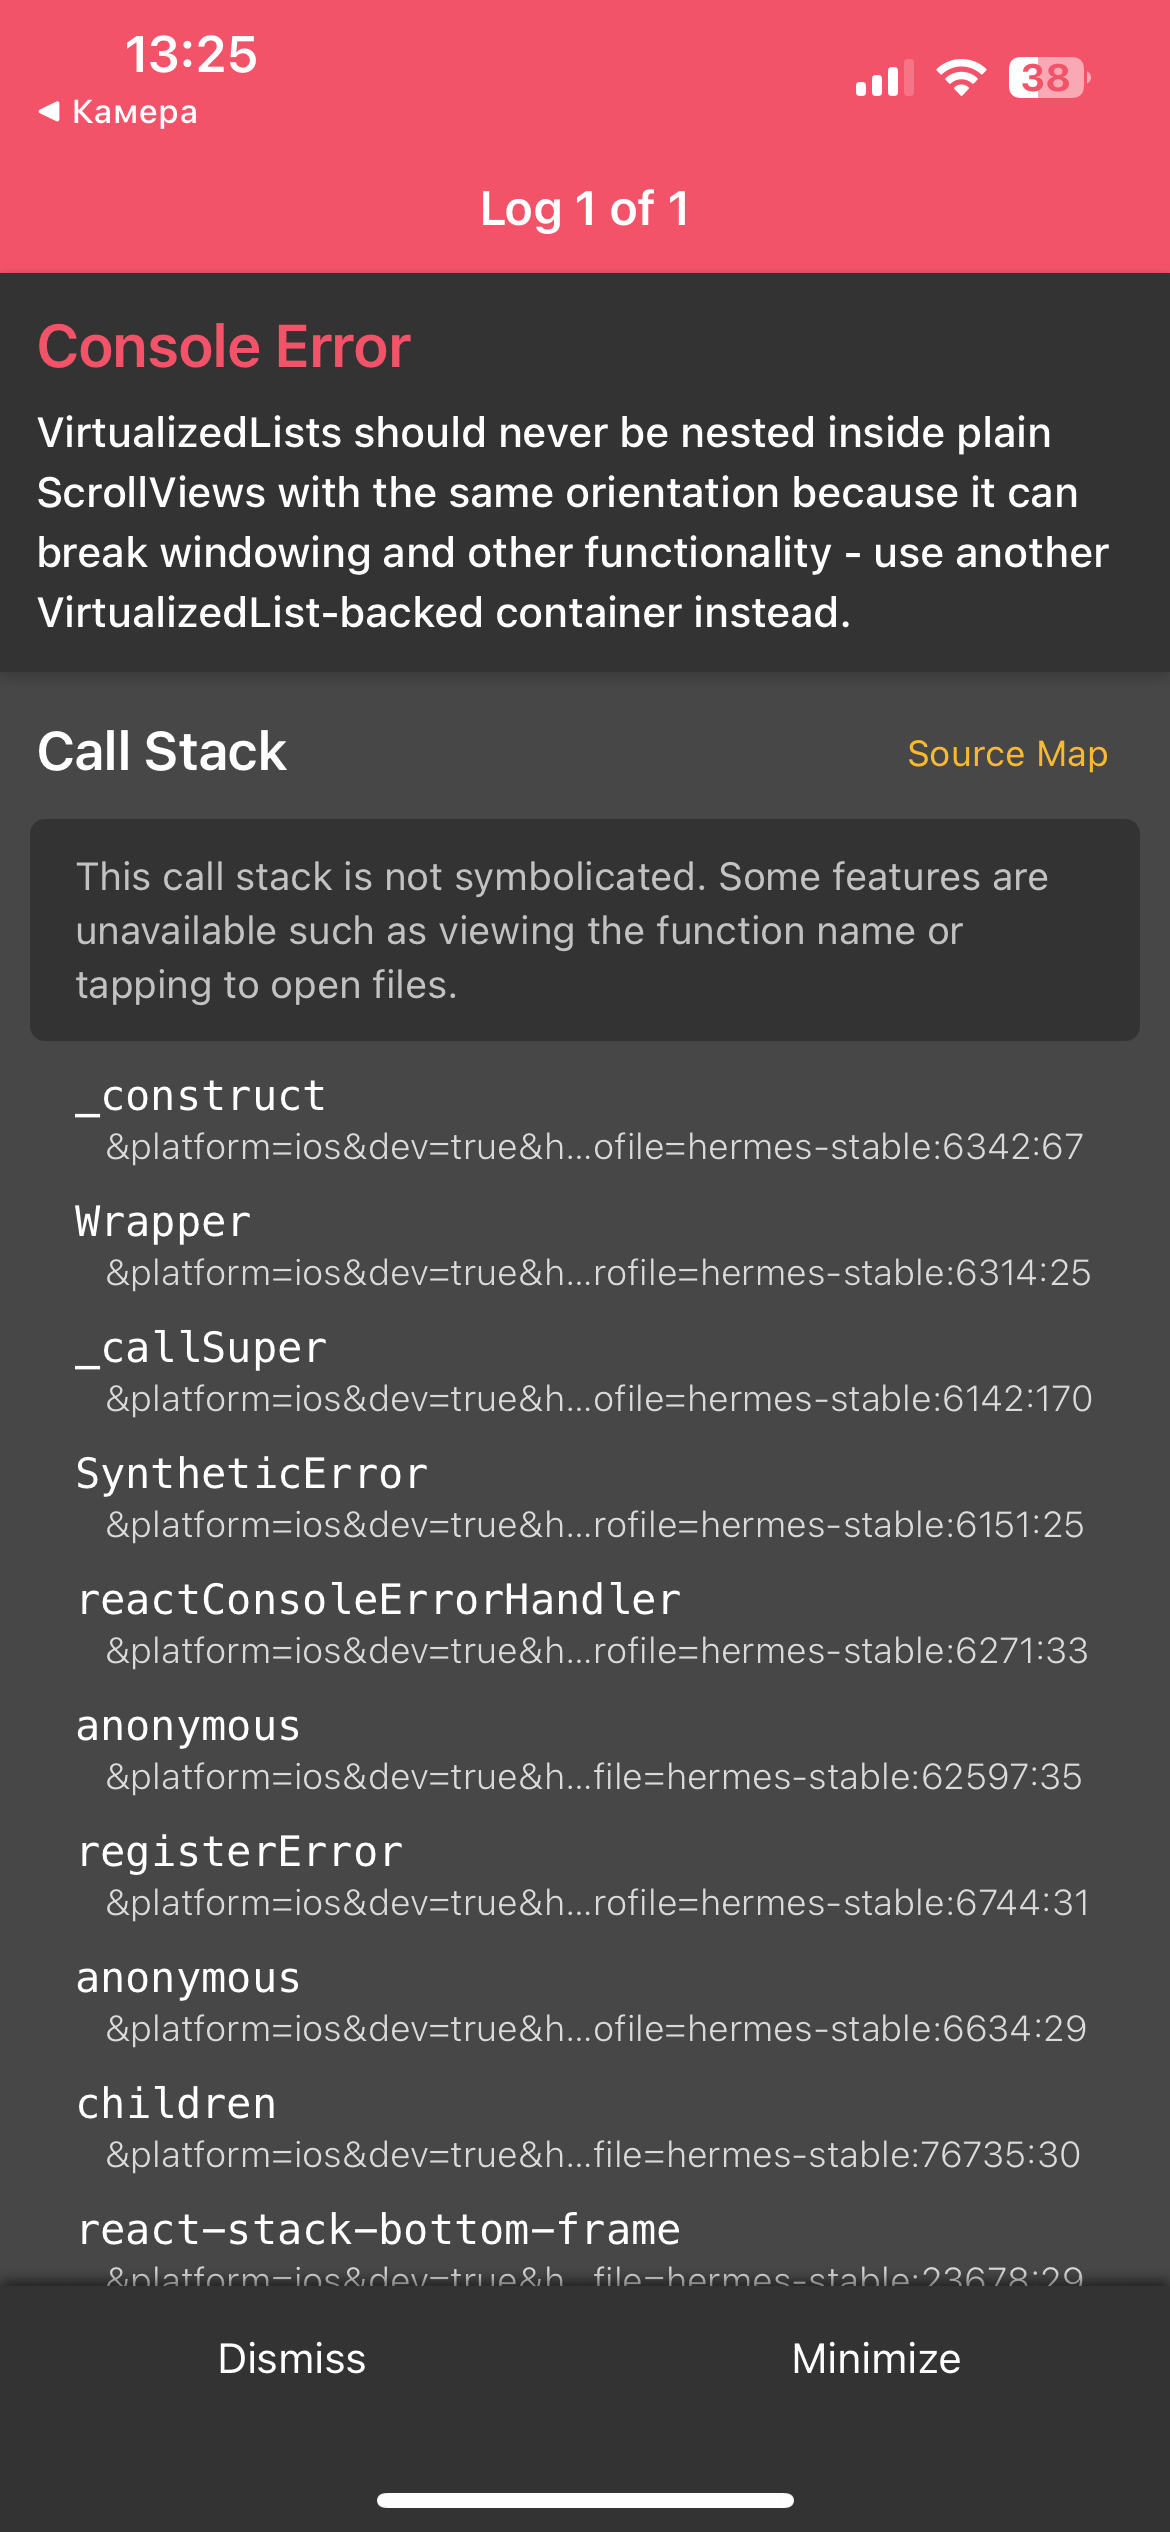 13:25
38
◀ Камера
Log 1 of 1
Console Error
VirtualizedLists should never be nested inside plain
ScrollViews with the same orientation because it can
break windowing and other functionality - use another
VirtualizedList-backed container instead.
Call Stack
Source Map
This call stack is not symbolicated. Some features are
unavailable such as viewing the function name or
tapping to open files.
_construct
&platform=ios&dev=true&h...ofile=hermes-stable:6342:67
Wrapper
&platform=ios&dev=true&h...rofile=hermes-stable:6314:25
_callSuper
&platform=ios&dev=true&h...ofile=hermes-stable:6142:170
SyntheticError
&platform=ios&dev=true&h...rofile=hermes-stable:6151:25
reactConsoleErrorHandler
&platform=ios&dev=true&h...rofile=hermes-stable:6271:33
anonymous
&platform=ios&dev=true&h...file=hermes-stable:62597:35
registerError
&platform=ios&dev=true&h...rofile=hermes-stable:6744:31
anonymous
&platform=ios&dev=true&h...ofile=hermes-stable:6634:29
children
&platform=ios&dev=true&h...file=hermes-stable:76735:30
react-stack-bottom-frame
&platform=ios&dev=true&h...file=hermes-stable:23678:29
Dismiss
Minimize